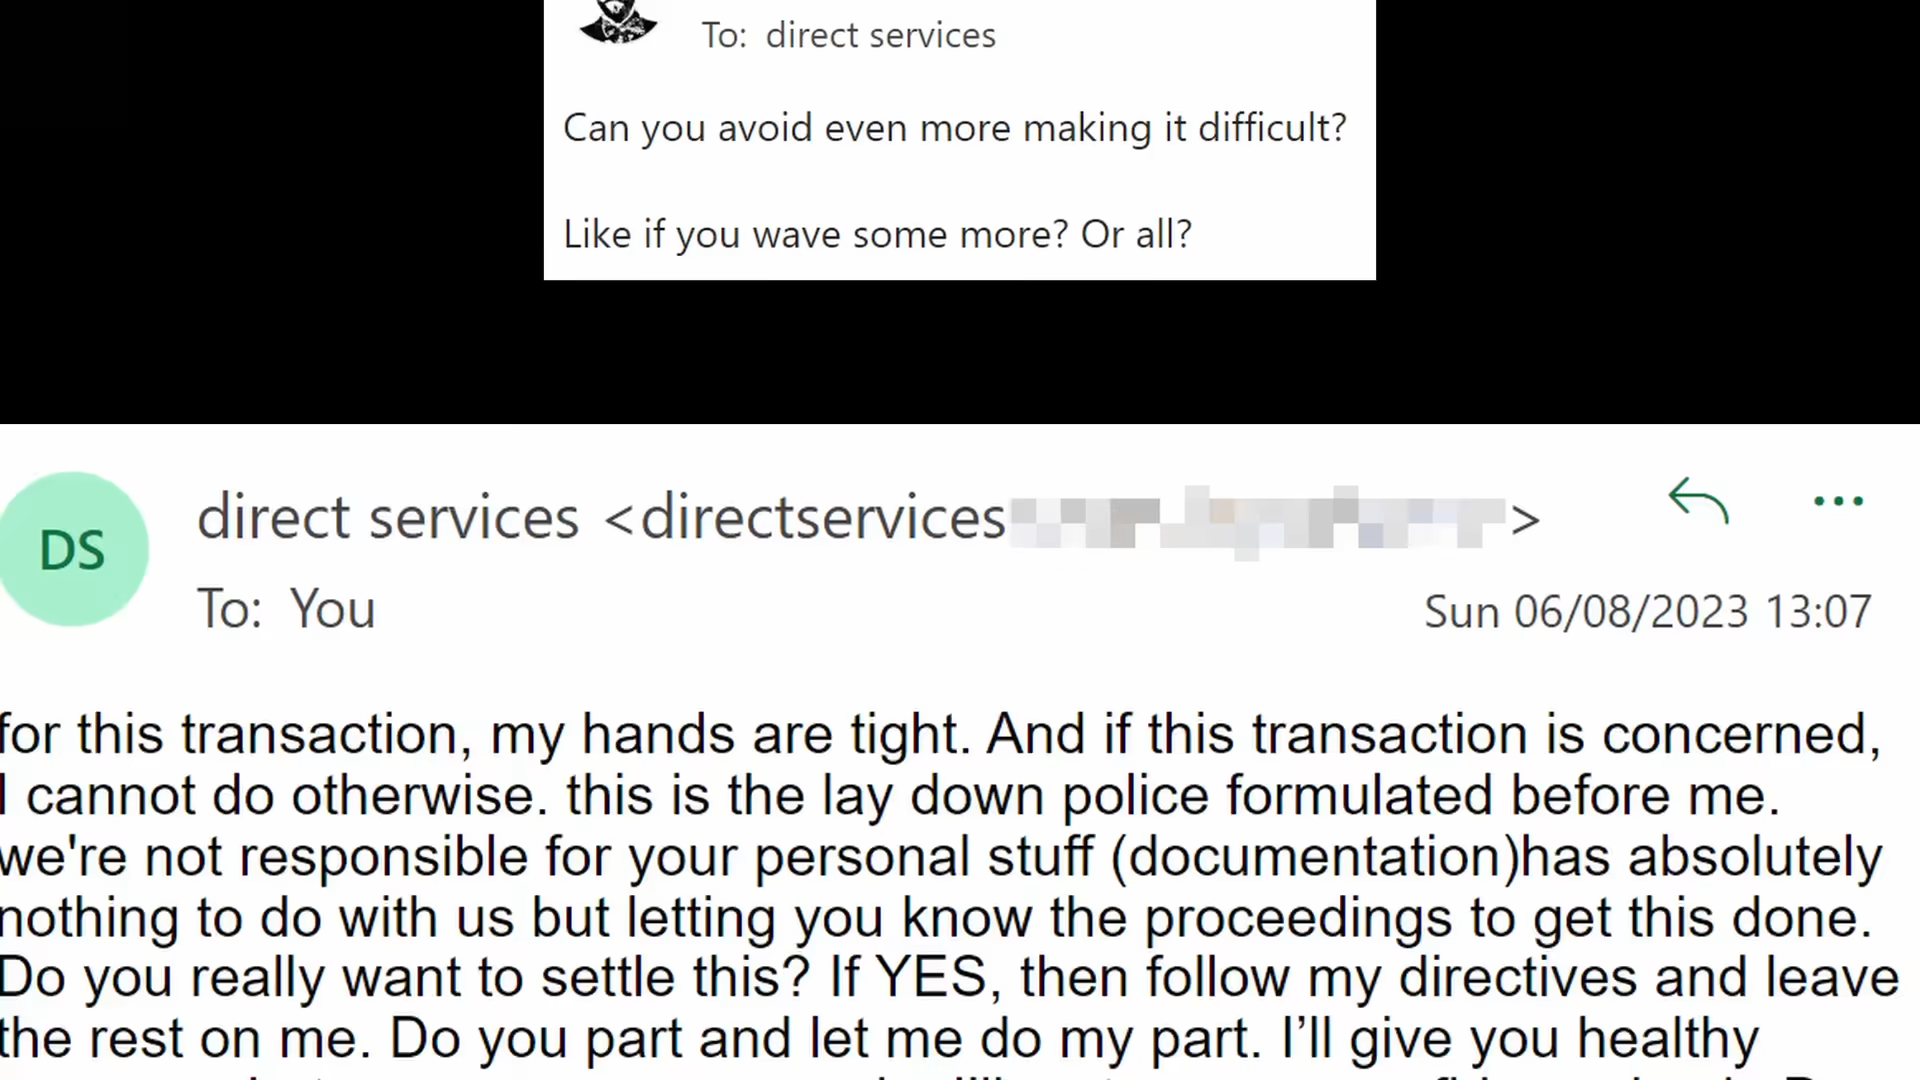 To: direct services
Can you avoid even more making it difficult?
Like if you wave some more? Or all?
DS
direct services <directservices >
To: You
Sun 06/08/2023 13:07
for this transaction, my hands are tight. And if this transaction is concerned,
I cannot do otherwise. this is the lay down police formulated before me.
we're not responsible for your personal stuff (documentation)has absolutely
nothing to do with us but letting you know the proceedings to get this done.
Do you really want to settle this? If YES, then follow my directives and leave
the rest on me. Do you part and let me do my part. I’ll give you healthy